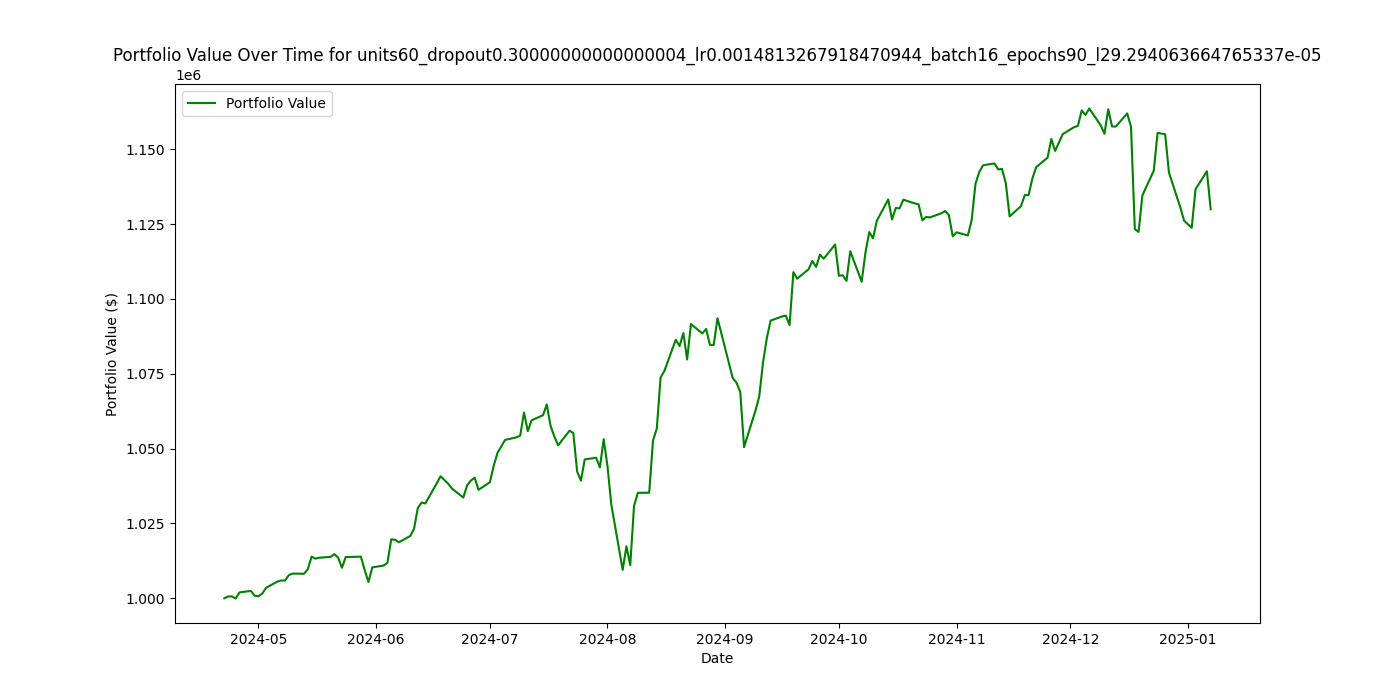 Portfolio Value Over Time for units60_dropout0.30000000000000004_lr0.0014813267918470944_batch16_epochs90_l29.294063664765337e-05
1e6
Portfolio Value
1.150
1.125
1.100
1.075
1.050
1.025
1.000
Portfolio Value ($)
2024-05 2024-06 2024-07 2024-08 2024-09 2024-10 2024-11 2024-12 2025-01
Date